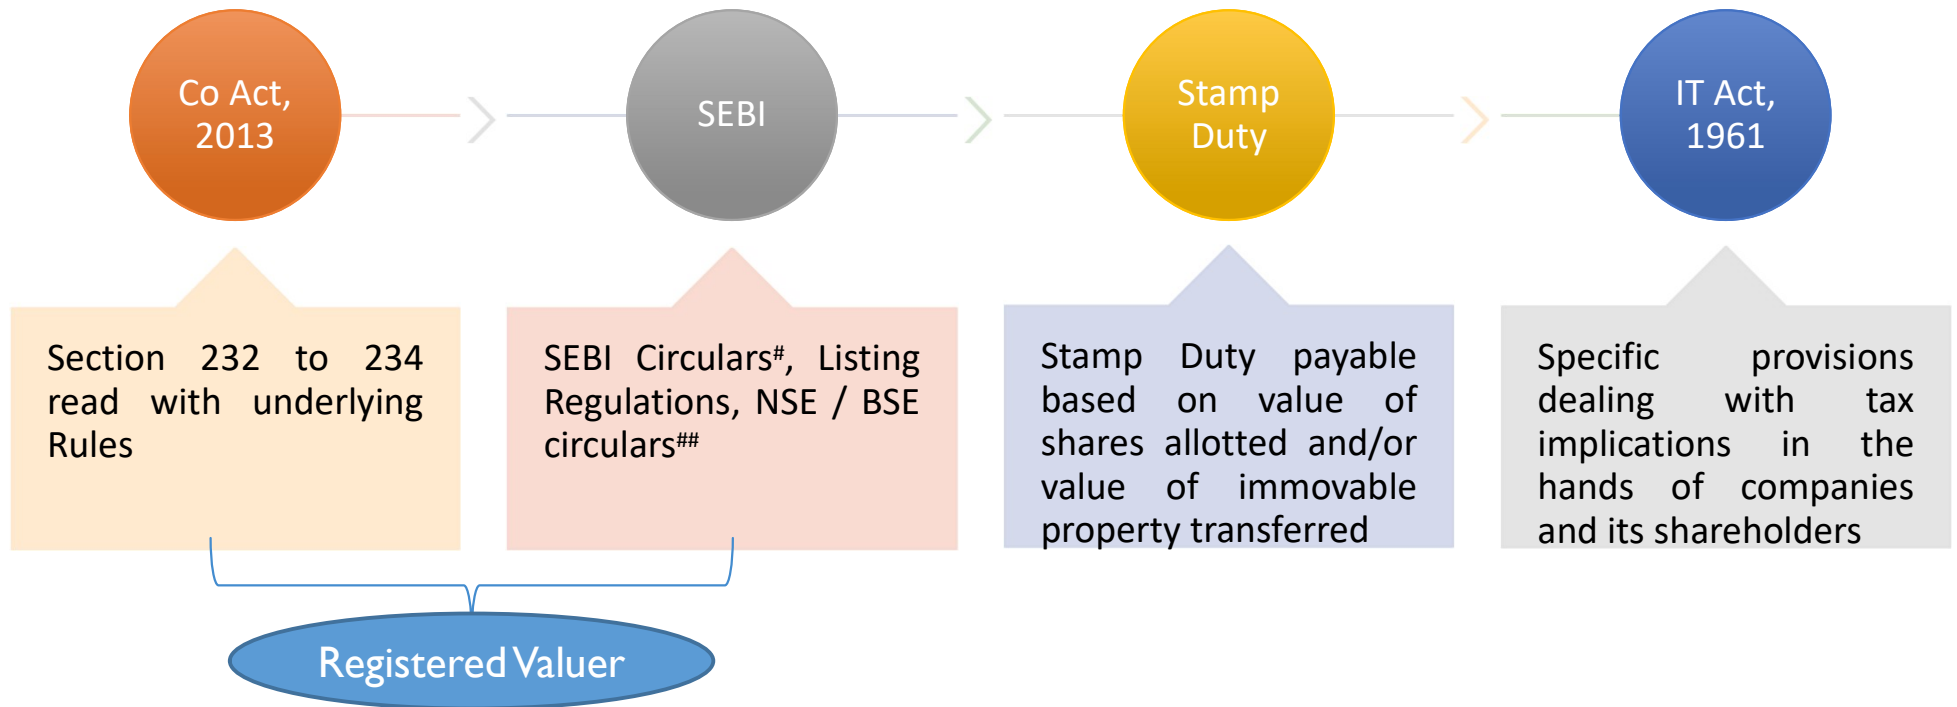 Co Act,
2013
SEBI
Stamp
Duty
IT Act,
1961
Section 232 to 234
read with underlying
Rules
SEBI Circulars#, Listing
Regulations, NSE / BSE
circulars##
Stamp Duty payable
based on value of
shares allotted and/or
value of immovable
property transferred
Specific provisions
dealing with tax
implications in the
hands of companies
and its shareholders
Registered Valuer